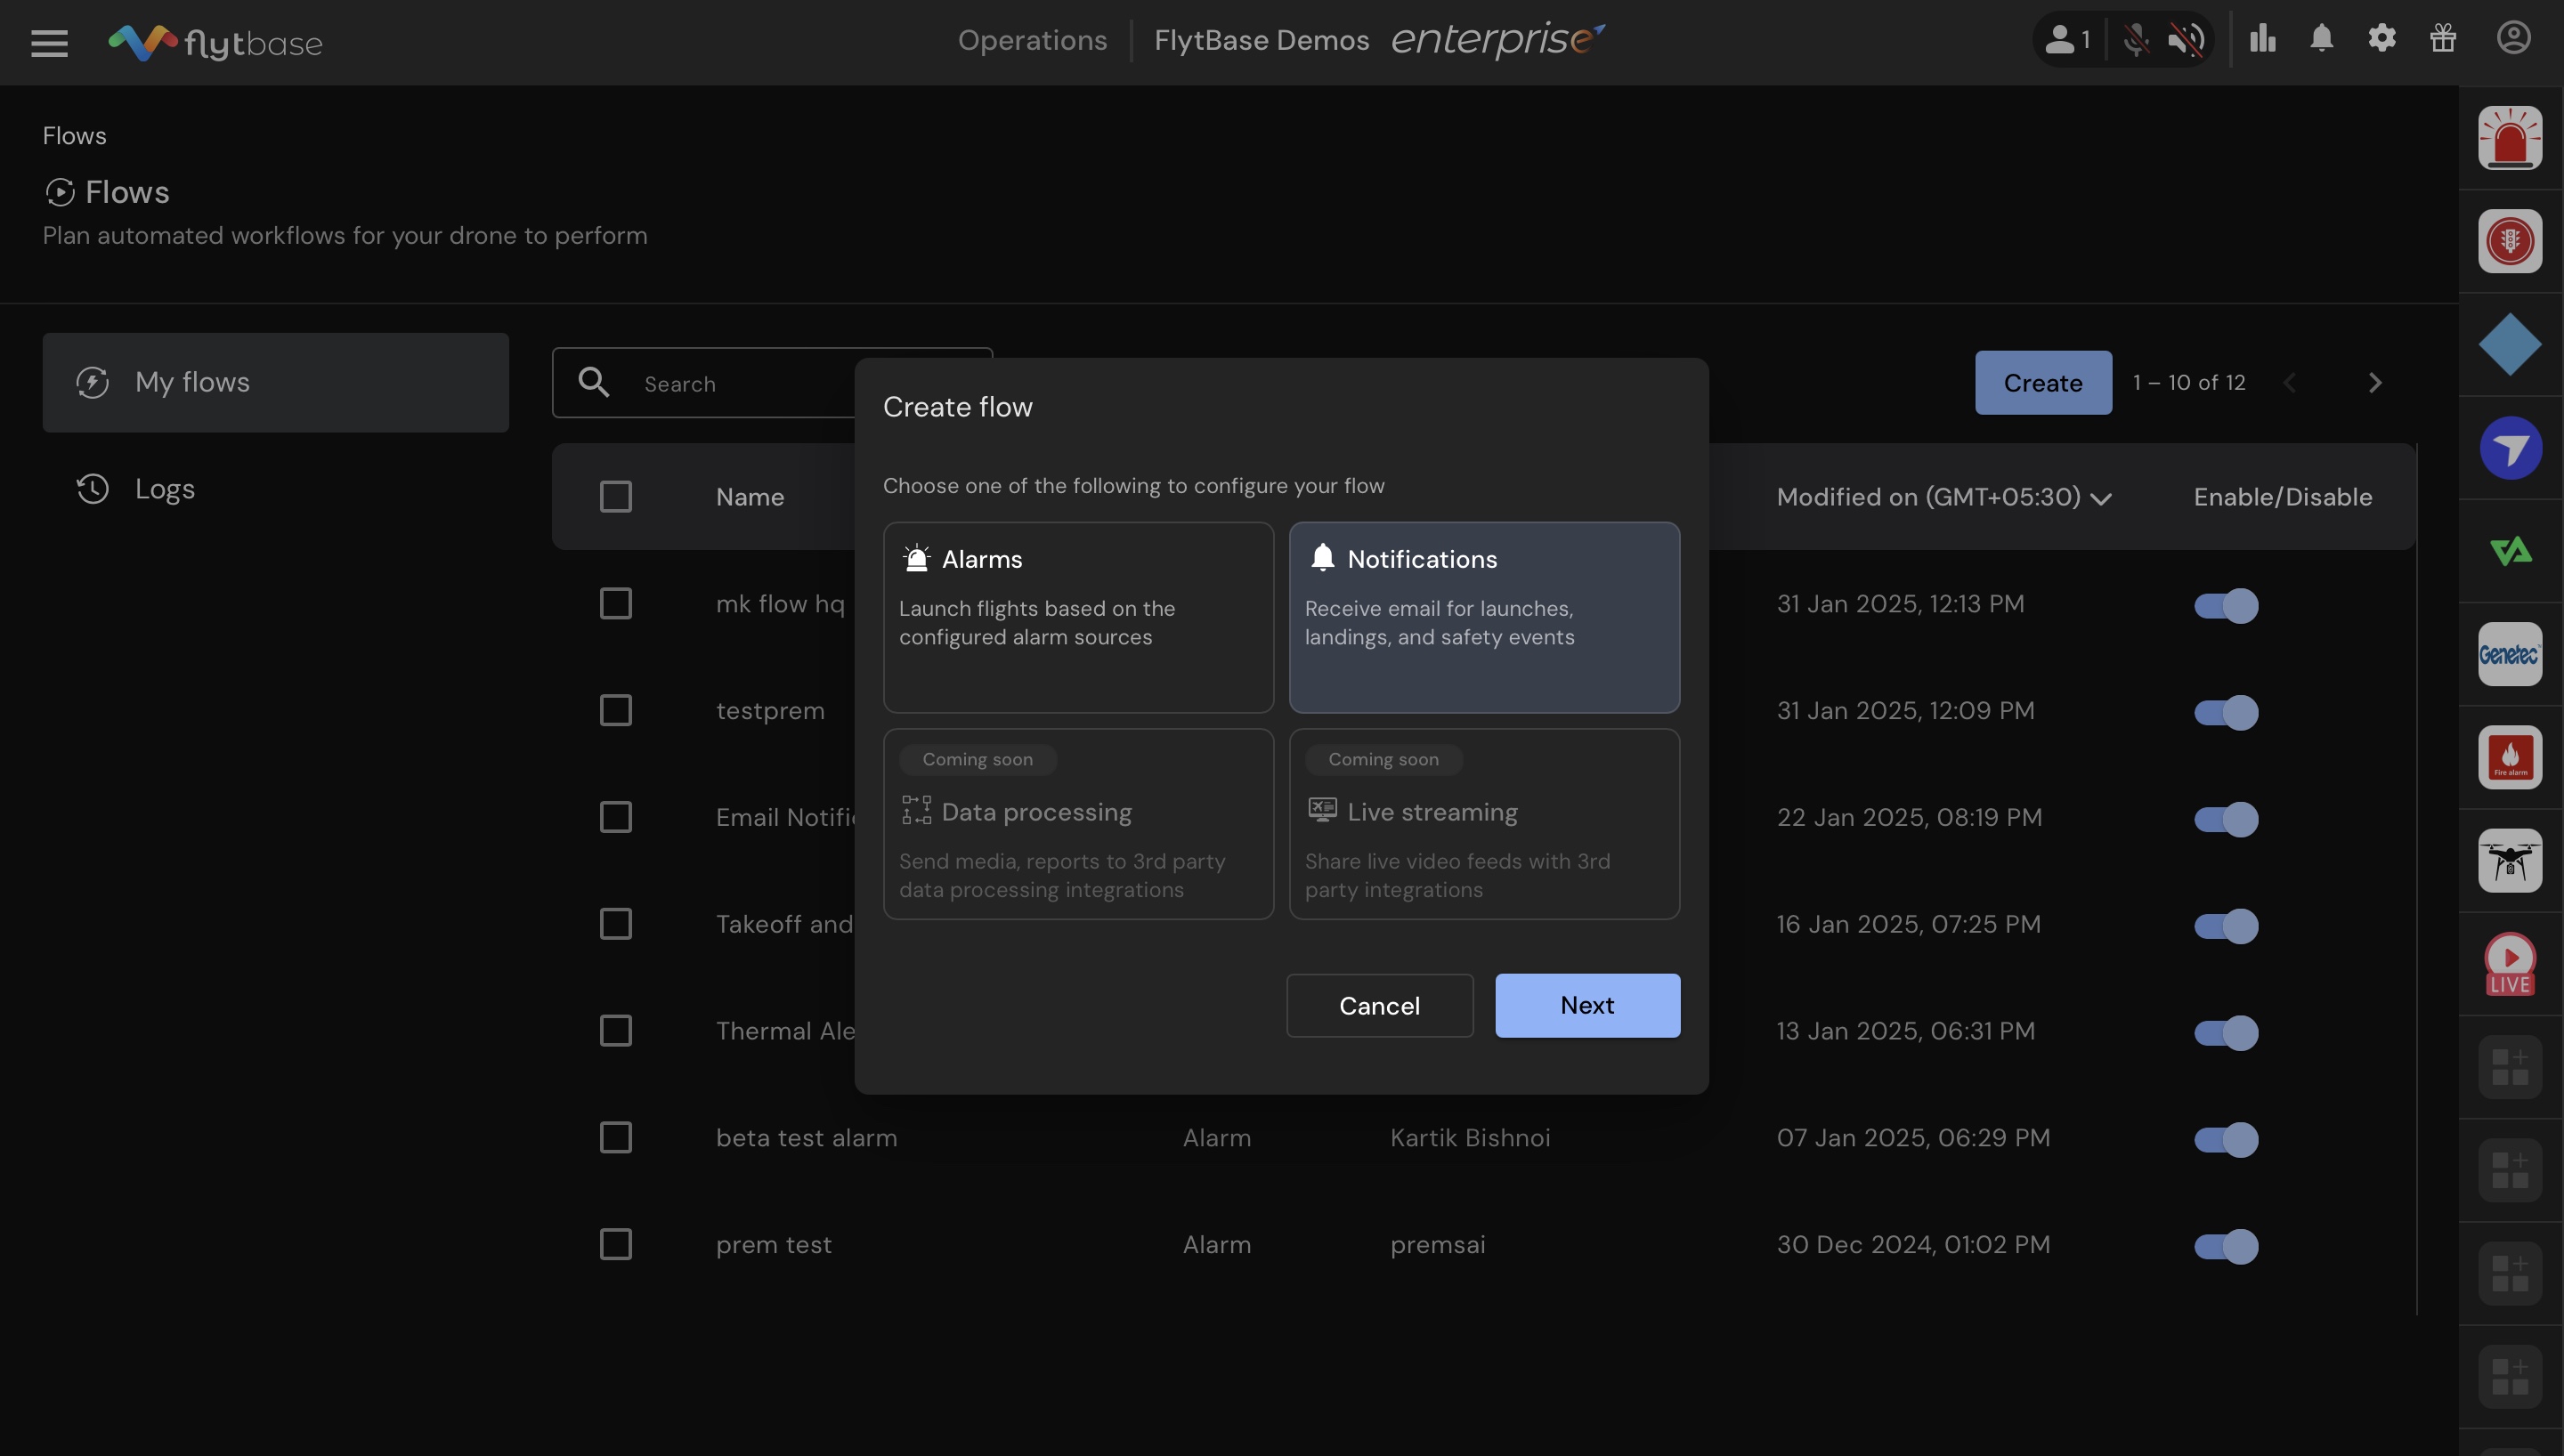 flytbase
Operations
FlytBase Demos enterprise
1
Flows
Flows
Plan automated workflows for your drone to perform
My flows
Logs
Search
Create
1 – 10 of 12
Name
Modified on (GMT+05:30)
Enable/Disable
mk flow hq
31 Jan 2025, 12:13 PM
testprem
31 Jan 2025, 12:09 PM
Email Notifi
22 Jan 2025, 08:19 PM
Takeoff and
16 Jan 2025, 07:25 PM
Thermal Ale
13 Jan 2025, 06:31 PM
beta test alarm
Alarm
Kartik Bishnoi
07 Jan 2025, 06:29 PM
prem test
Alarm
premsai
30 Dec 2024, 01:02 PM
Create flow
Choose one of the following to configure your flow
Alarms
Launch flights based on the
configured alarm sources
Notifications
Receive email for launches,
landings, and safety events
Coming soon
Data processing
Send media, reports to 3rd party
data processing integrations
Coming soon
Live streaming
Share live video feeds with 3rd
party integrations
Cancel
Next
Genetec
Fire alarm
LIVE